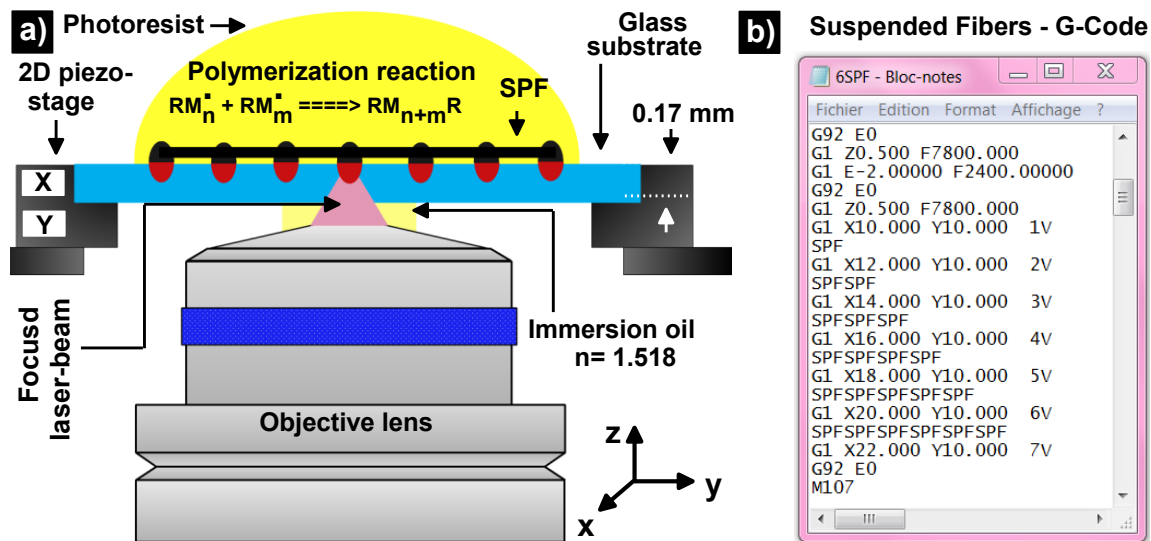 a)
Photoresist
Glass
substrate
2D piezo-
stage
Polymerization reaction
RM■n + RM■m ====> RMn+mR
SPF
0.17 mm
X
Y
Focusd
laser-beam
Immersion oil
n= 1.518
Objective lens
z
y
x
b)
Suspended Fibers - G-Code
6SPF - Bloc-notes
Fichier Edition Format Affichage ?
G92 E0
G1 Z0.500 F7800.000
G1 E-2.00000 F2400.00000
G92 E0
G1 Z0.500 F7800.000
G1 X10.000 Y10.000 1V
SPF
G1 X12.000 Y10.000 2V
SPFSPF
G1 X14.000 Y10.000 3V
SPFSPFSPF
G1 X16.000 Y10.000 4V
SPFSPFSPFSPF
G1 X18.000 Y10.000 5V
SPFSPFSPFSPFSPF
G1 X20.000 Y10.000 6V
SPFSPFSPFSPFSPFSPF
G1 X22.000 Y10.000 7V
G92 E0
M107